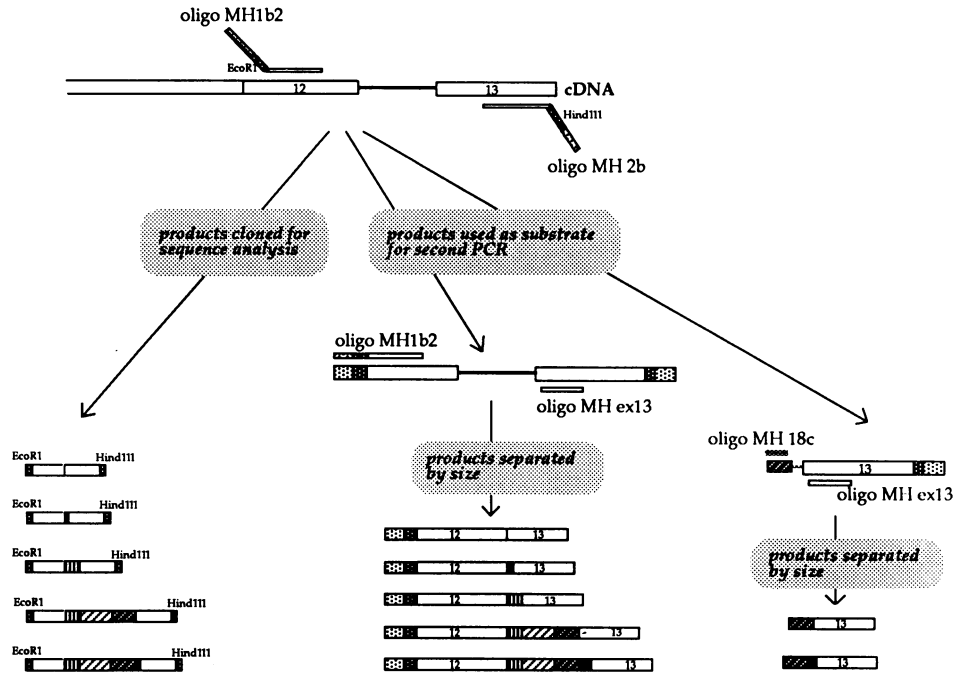 oligo MH1b2
EcoR1
12
13
cDNA
Hind111
oligo MH 2b
products cloned for
sequence analysis
products used as substrate
for second PCR
oligo MH1b2
oligo MH ex13
oligo MH 18c
13
oligo MH ex13
products separated
by size
products separated
by size
EcoR1 Hind111
EcoR1 Hind111
EcoR1 Hind111
EcoR1 Hind111
EcoR1 Hind111
12 13
12 13
12 13
12 13
12 13
13
13